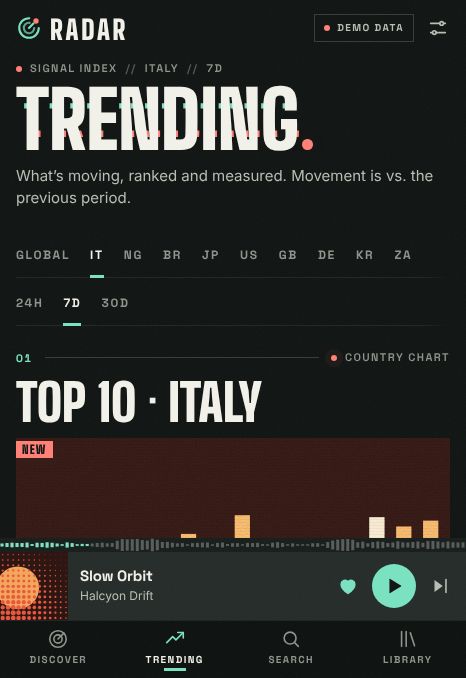 RADAR
DEMO DATA
SIGNAL INDEX // ITALY // 7D
TRENDING.
What's moving, ranked and measured. Movement is vs. the
previous period.
GLOBAL IT NG BR JP US GB DE KR ZA
24H 7D 30D
01 COUNTRY CHART
TOP 10 · ITALY
NEW
Slow Orbit
Halcyon Drift
DISCOVER TRENDING SEARCH LIBRARY